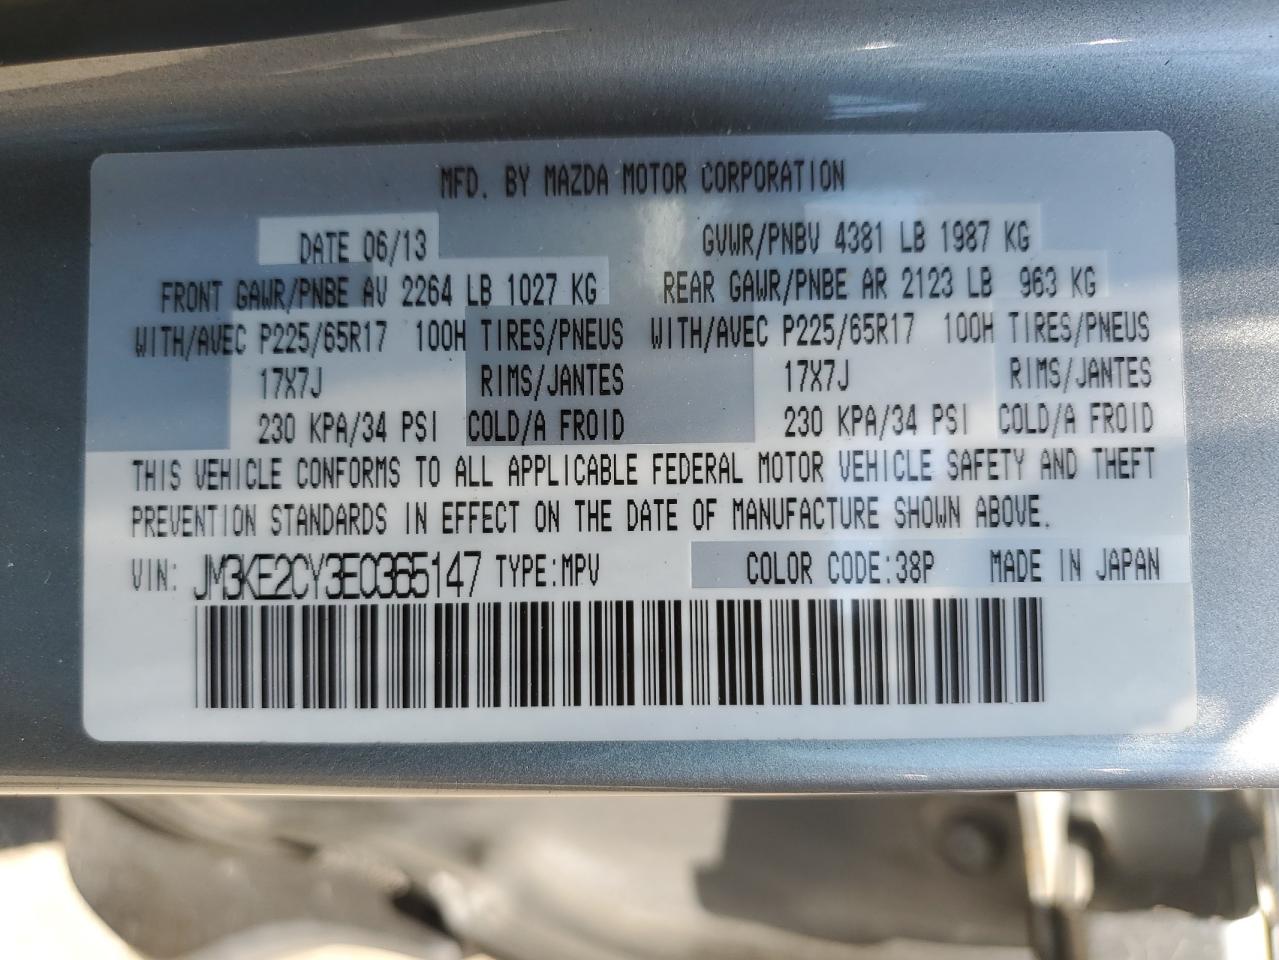 MFD. BY MAZDA MOTOR CORPORATION
DATE 06/13 GVWR/PNBV 4381 LB 1987 KG
FRONT GAWR/PNBE AV 2264 LB 1027 KG REAR GAWR/PNBE AR 2123 LB 963 KG
WITH/AVEC P225/65R17 100H TIRES/PNEUS WITH/AVEC P225/65R17 100H TIRES/PNEUS
17X7J RIMS/JANTES 17X7J RIMS/JANTES
230 KPA/34 PSI COLD/A FROID 230 KPA/34 PSI COLD/A FROID
THIS VEHICLE CONFORMS TO ALL APPLICABLE FEDERAL MOTOR VEHICLE SAFETY AND THEFT
PREVENTION STANDARDS IN EFFECT ON THE DATE OF MANUFACTURE SHOWN ABOVE.
VIN: JM3KE2CY3E0365147 TYPE:MPV COLOR CODE:38P MADE IN JAPAN